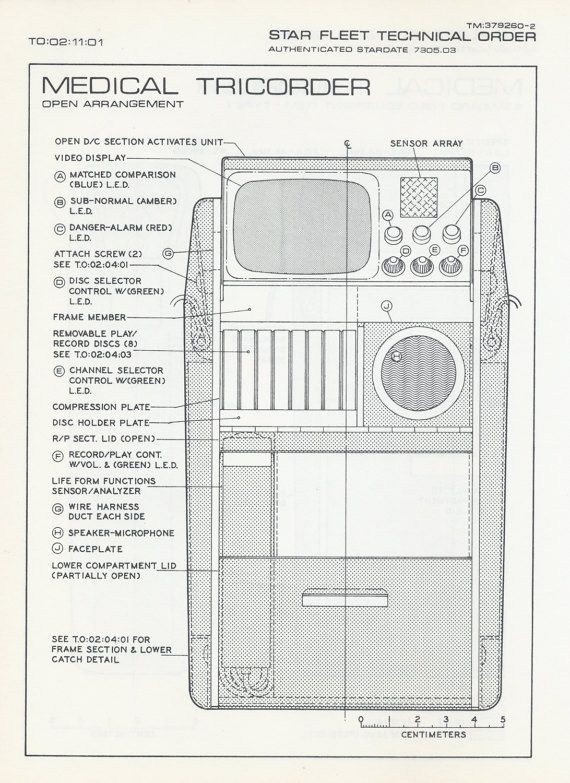 TM:379260-2
TO:02:11:01
STAR FLEET TECHNICAL ORDER
AUTHENTICATED STARDATE 7305.03
MEDICAL TRICORDER
OPEN ARRANGEMENT
OPEN D/C SECTION ACTIVATES UNIT
VIDEO DISPLAY
A MATCHED COMPARISON
(BLUE) L.E.D.
B SUB-NORMAL (AMBER)
L.E.D.
C DANGER-ALARM (RED)
L.E.D.
ATTACH SCREW (2)
SEE T.O:02:04:01
D DISC SELECTOR
CONTROL W/(GREEN)
L.E.D.
FRAME MEMBER
REMOVABLE PLAY/
RECORD DISCS (8)
SEE T.O:02:04:03
E CHANNEL SELECTOR
CONTROL W/(GREEN)
L.E.D.
COMPRESSION PLATE
DISC HOLDER PLATE
R/P SECT. LID (OPEN)
F RECORD/PLAY CONT.
W/VOL. & (GREEN) L.E.D.
LIFE FORM FUNCTIONS
SENSOR/ANALYZER
G WIRE HARNESS
DUCT EACH SIDE
H SPEAKER-MICROPHONE
J FACEPLATE
LOWER COMPARTMENT LID
(PARTIALLY OPEN)
SEE T.O:02:04:01 FOR
FRAME SECTION & LOWER
CATCH DETAIL
℄
SENSOR ARRAY
B
C
A
D
E
F
G
J
H
0 1 2 3 4 5
CENTIMETERS